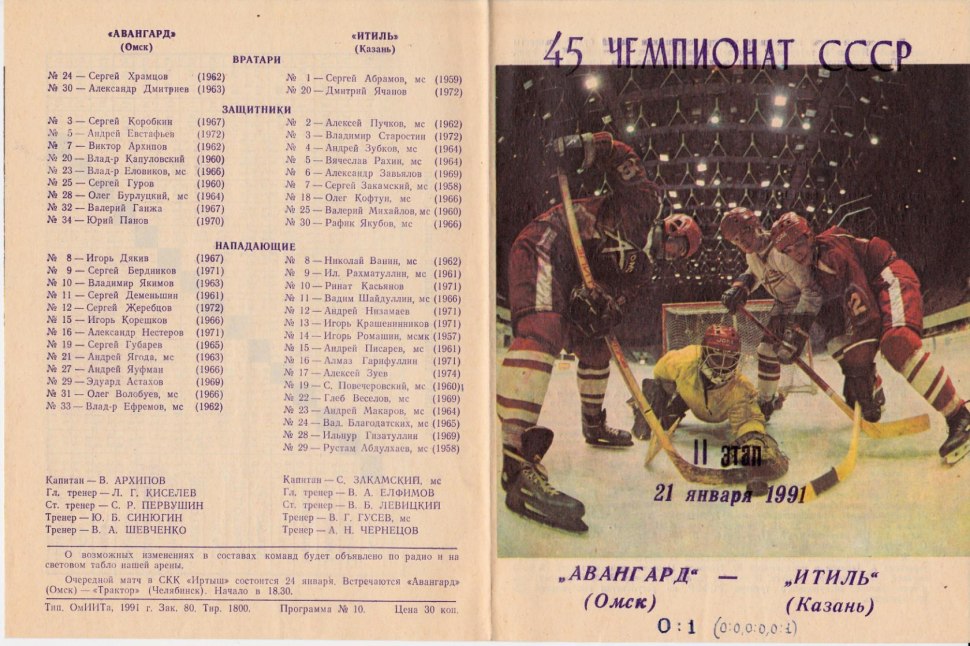 «АВАНГАРД»
(Омск)
«ИТИЛЬ»
(Казань)
ВРАТАРИ
№ 24 — Сергей Храмцов (1962)
№ 30 — Александр Дмитриев (1963)
№ 1 — Сергей Абрамов, мс (1959)
№ 20 — Дмитрий Ячанов (1972)
ЗАЩИТНИКИ
№ 3 — Сергей Коробкин (1967)
№ 5 — Андрей Евстафьев (1972)
№ 7 — Виктор Архипов (1962)
№ 20 — Влад-р Капуловский (1960)
№ 23 — Влад-р Еловиков, мс (1966)
№ 25 — Сергей Гуров (1960)
№ 28 — Олег Бурлуцкий, мс (1964)
№ 32 — Валерий Ганжа (1967)
№ 34 — Юрий Панов (1970)
№ 2 — Алексей Пучков, мс (1962)
№ 3 — Владимир Старостин (1972)
№ 4 — Андрей Зубков, мс (1964)
№ 5 — Вячеслав Рахин, мс (1964)
№ 6 — Александр Завьялов (1969)
№ 7 — Сергей Закамский, мс (1958)
№ 18 — Олег Кофтун, мс (1966)
№ 25 — Валерий Михайлов, мс (1960)
№ 30 — Рафик Якубов, мс (1966)
НАПАДАЮЩИЕ
№ 8 — Игорь Дякив (1967)
№ 9 — Сергей Бердников (1971)
№ 10 — Владимир Якимов (1963)
№ 11 — Сергей Деменьшин (1961)
№ 12 — Сергей Жеребцов (1972)
№ 15 — Игорь Корешков (1966)
№ 16 — Александр Нестеров (1971)
№ 19 — Сергей Губарев (1965)
№ 21 — Андрей Ягода, мс (1963)
№ 27 — Андрей Яуфман (1966)
№ 29 — Эдуард Астахов (1969)
№ 31 — Олег Волобуев, мс (1966)
№ 33 — Влад-р Ефремов, мс (1962)
№ 8 — Николай Ванин, мс (1962)
№ 9 — Ил. Рахматуллин, мс (1961)
№ 10 — Ринат Касьянов (1971)
№ 11 — Вадим Шайдуллин, мс (1966)
№ 12 — Андрей Низамаев (1971)
№ 13 — Игорь Крашенинников (1971)
№ 14 — Игорь Ромашин, мсмк (1957)
№ 15 — Андрей Писарев, мс (1961)
№ 16 — Алмаз Гарифуллин (1971)
№ 17 — Алексей Зуев (1974)
№ 19 — С. Повечеровский, мс (1960)
№ 22 — Глеб Веселов, мс (1969)
№ 23 — Андрей Макаров, мс (1964)
№ 24 — Вад. Благодатских, мс (1965)
№ 28 — Ильнур Гизатуллин (1969)
№ 29 — Рустам Абдулхаев, мс (1958)
Капитан — В. АРХИПОВ
Гл. тренер — Л. Г. КИСЕЛЕВ
Ст. тренер — С. Р. ПЕРВУШИН
Тренер — Ю. Б. СИНЮГИН
Тренер — В. А. ШЕВЧЕНКО
Капитан — С. ЗАКАМСКИЙ, мс
Гл. тренер — В. А. ЕЛФИМОВ
Ст. тренер — В. Б. ЛЕВИЦКИЙ
Тренер — В. Г. ГУСЕВ, мс
Тренер — А. Н. ЧЕРНЕЦОВ
О возможных изменениях в составах команд будет объявлено по радио и на
световом табло нашей арены.
Очередной матч в СКК «Иртыш» состоится 24 января. Встречаются «Авангард»
(Омск) — «Трактор» (Челябинск). Начало в 18.30.
Тип. ОмИИТа, 1991 г. Зак. 80. Тир. 1800. Программа № 10. Цена 30 коп.
45 ЧЕМПИОНАТ СССР
12
II этап
21 января 1991
„АВАНГАРД“ — „ИТИЛЬ“
(Омск) (Казань)
0:1 (0:0,0:0,0:1)